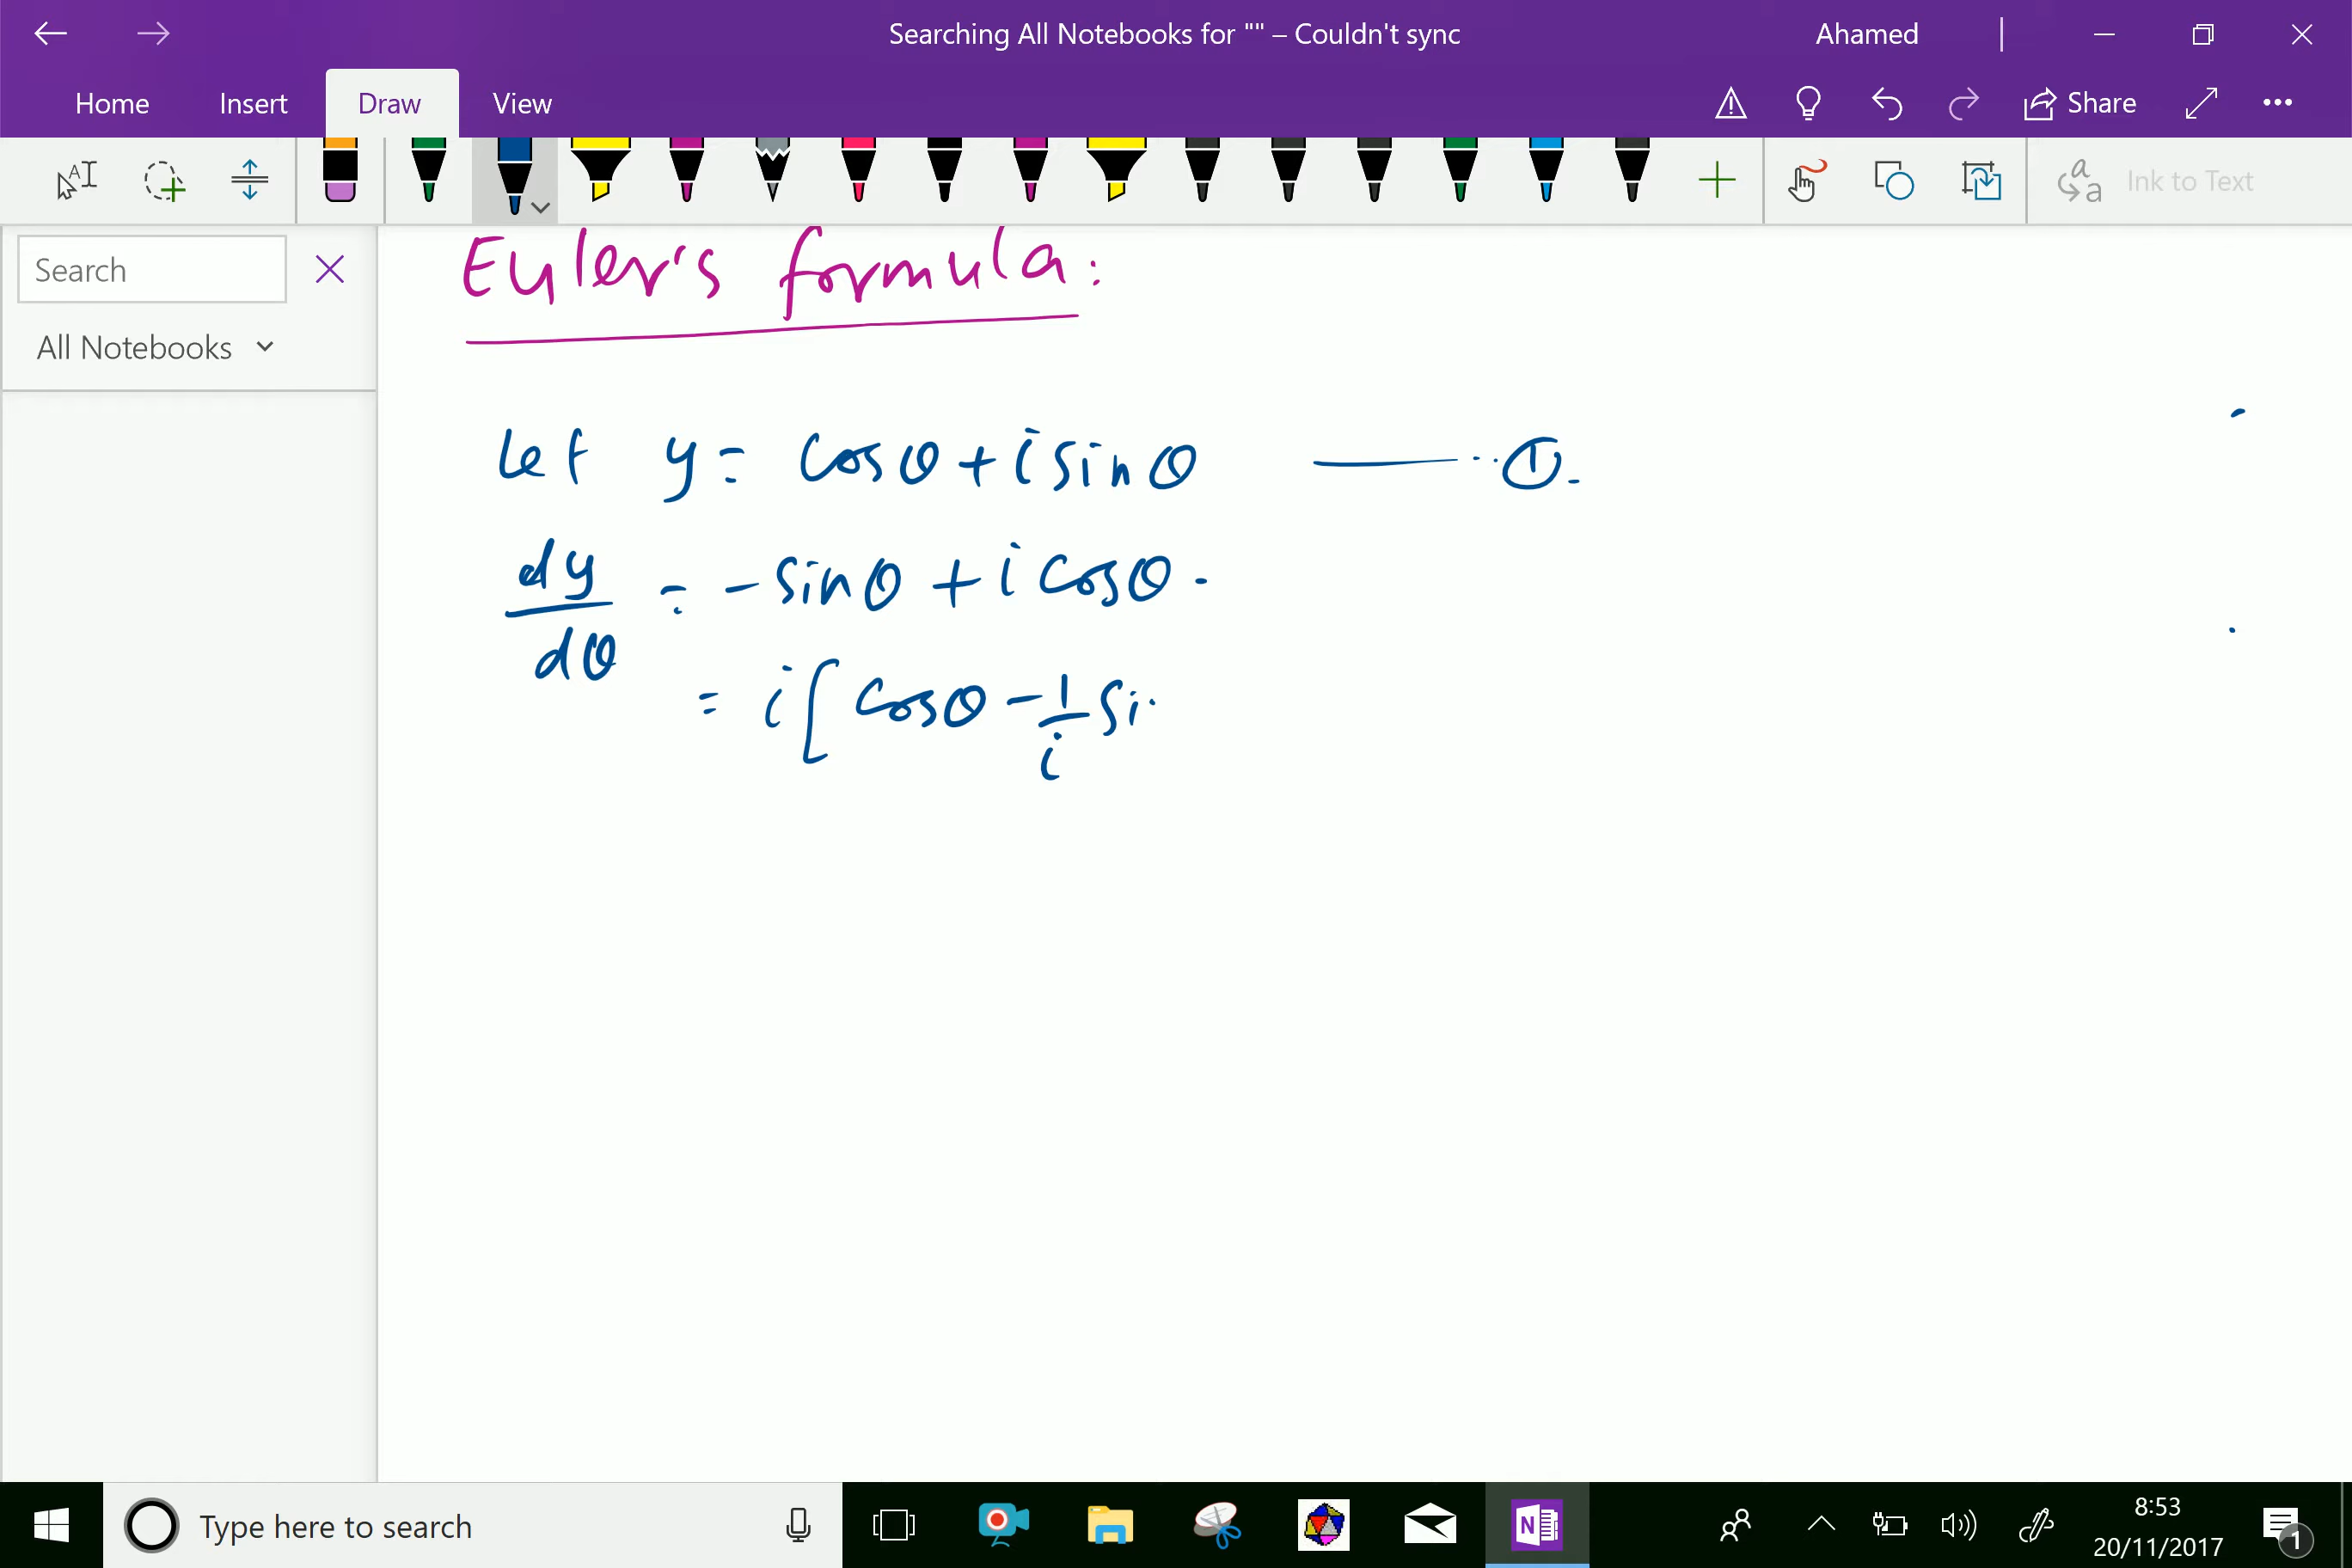 Searching All Notebooks for "" – Couldn't sync
Ahamed
Home Insert Draw View
Share
Ink to Text
Search
All Notebooks
Euler's formula:
Let y = cosθ + i sinθ —— ①.
dy/dθ = - sinθ + i cosθ.
= i[ cosθ - 1/i si
Type here to search
8:53
20/11/2017
1